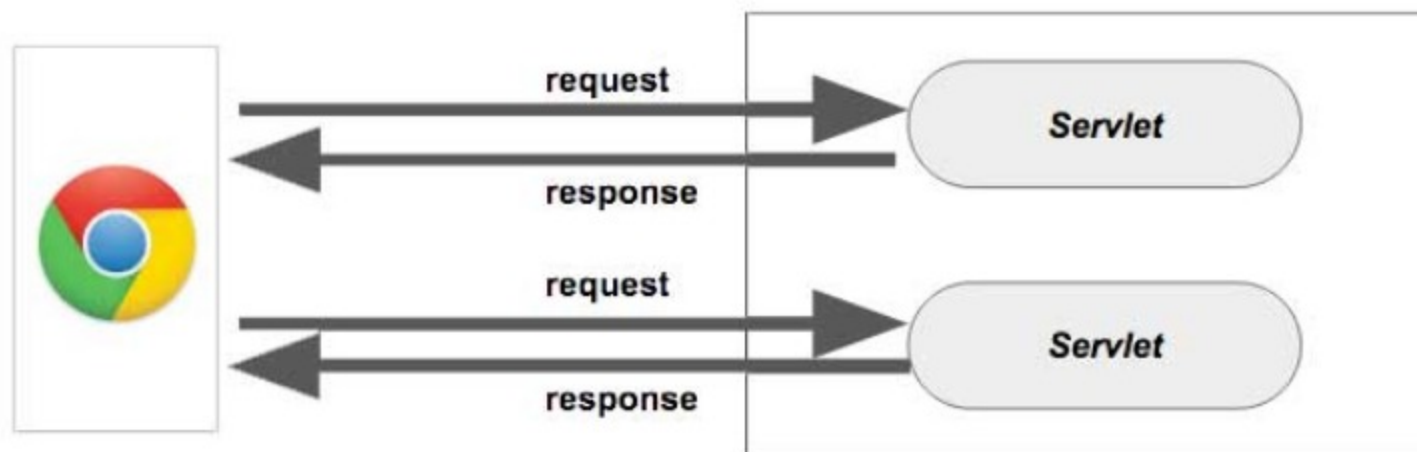 request
Servlet
response
request
Servlet
response